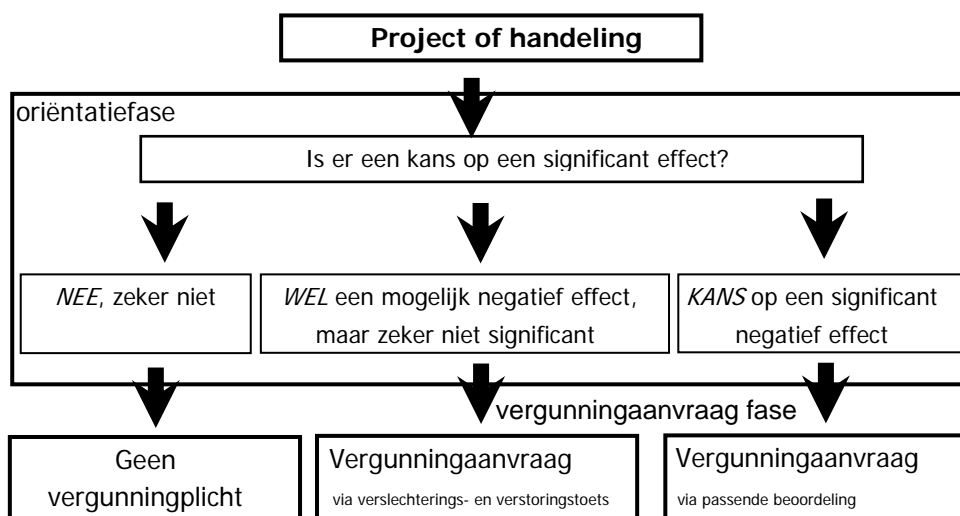 Project of handeling
oriëntatiefase
Is er een kans op een significant effect?
NEE, zeker niet
WEL een mogelijk negatief effect,
maar zeker niet significant
KANS op een significant
negatief effect
vergunningaanvraag fase
Geen
vergunningplicht
Vergunningaanvraag
via verslechterings- en verstoringstoets
Vergunningaanvraag
via passende beoordeling